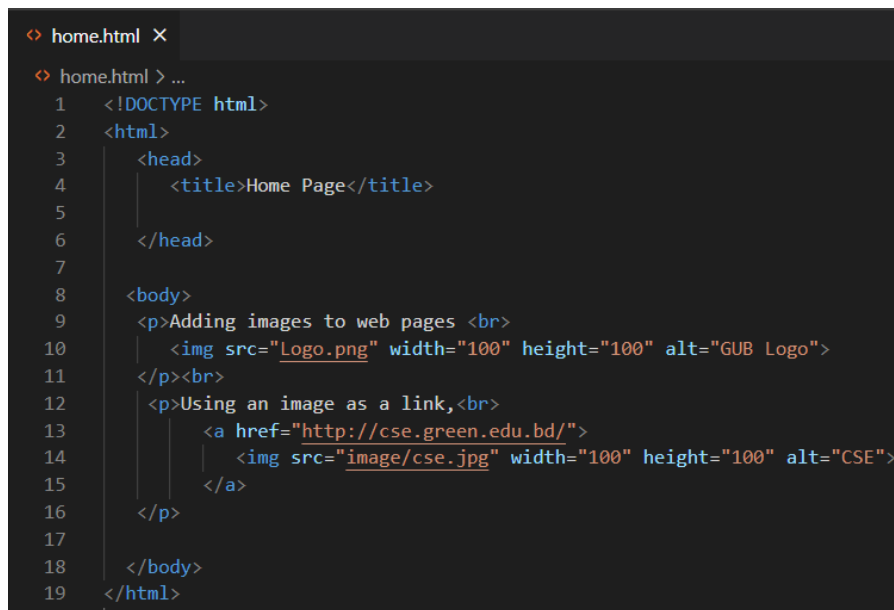 home.html
home.html > ...
1 <!DOCTYPE html>
2 <html>
3 <head>
4 <title>Home Page</title>
5
6 </head>
7
8 <body>
9 <p>Adding images to web pages <br>
10 <img src="Logo.png" width="100" height="100" alt="GUB Logo">
11 </p><br>
12 <p>Using an image as a link,<br>
13 <a href="http://cse.green.edu.bd/">
14 <img src="image/cse.jpg" width="100" height="100" alt="CSE">
15 </a>
16 </p>
17
18 </body>
19 </html>